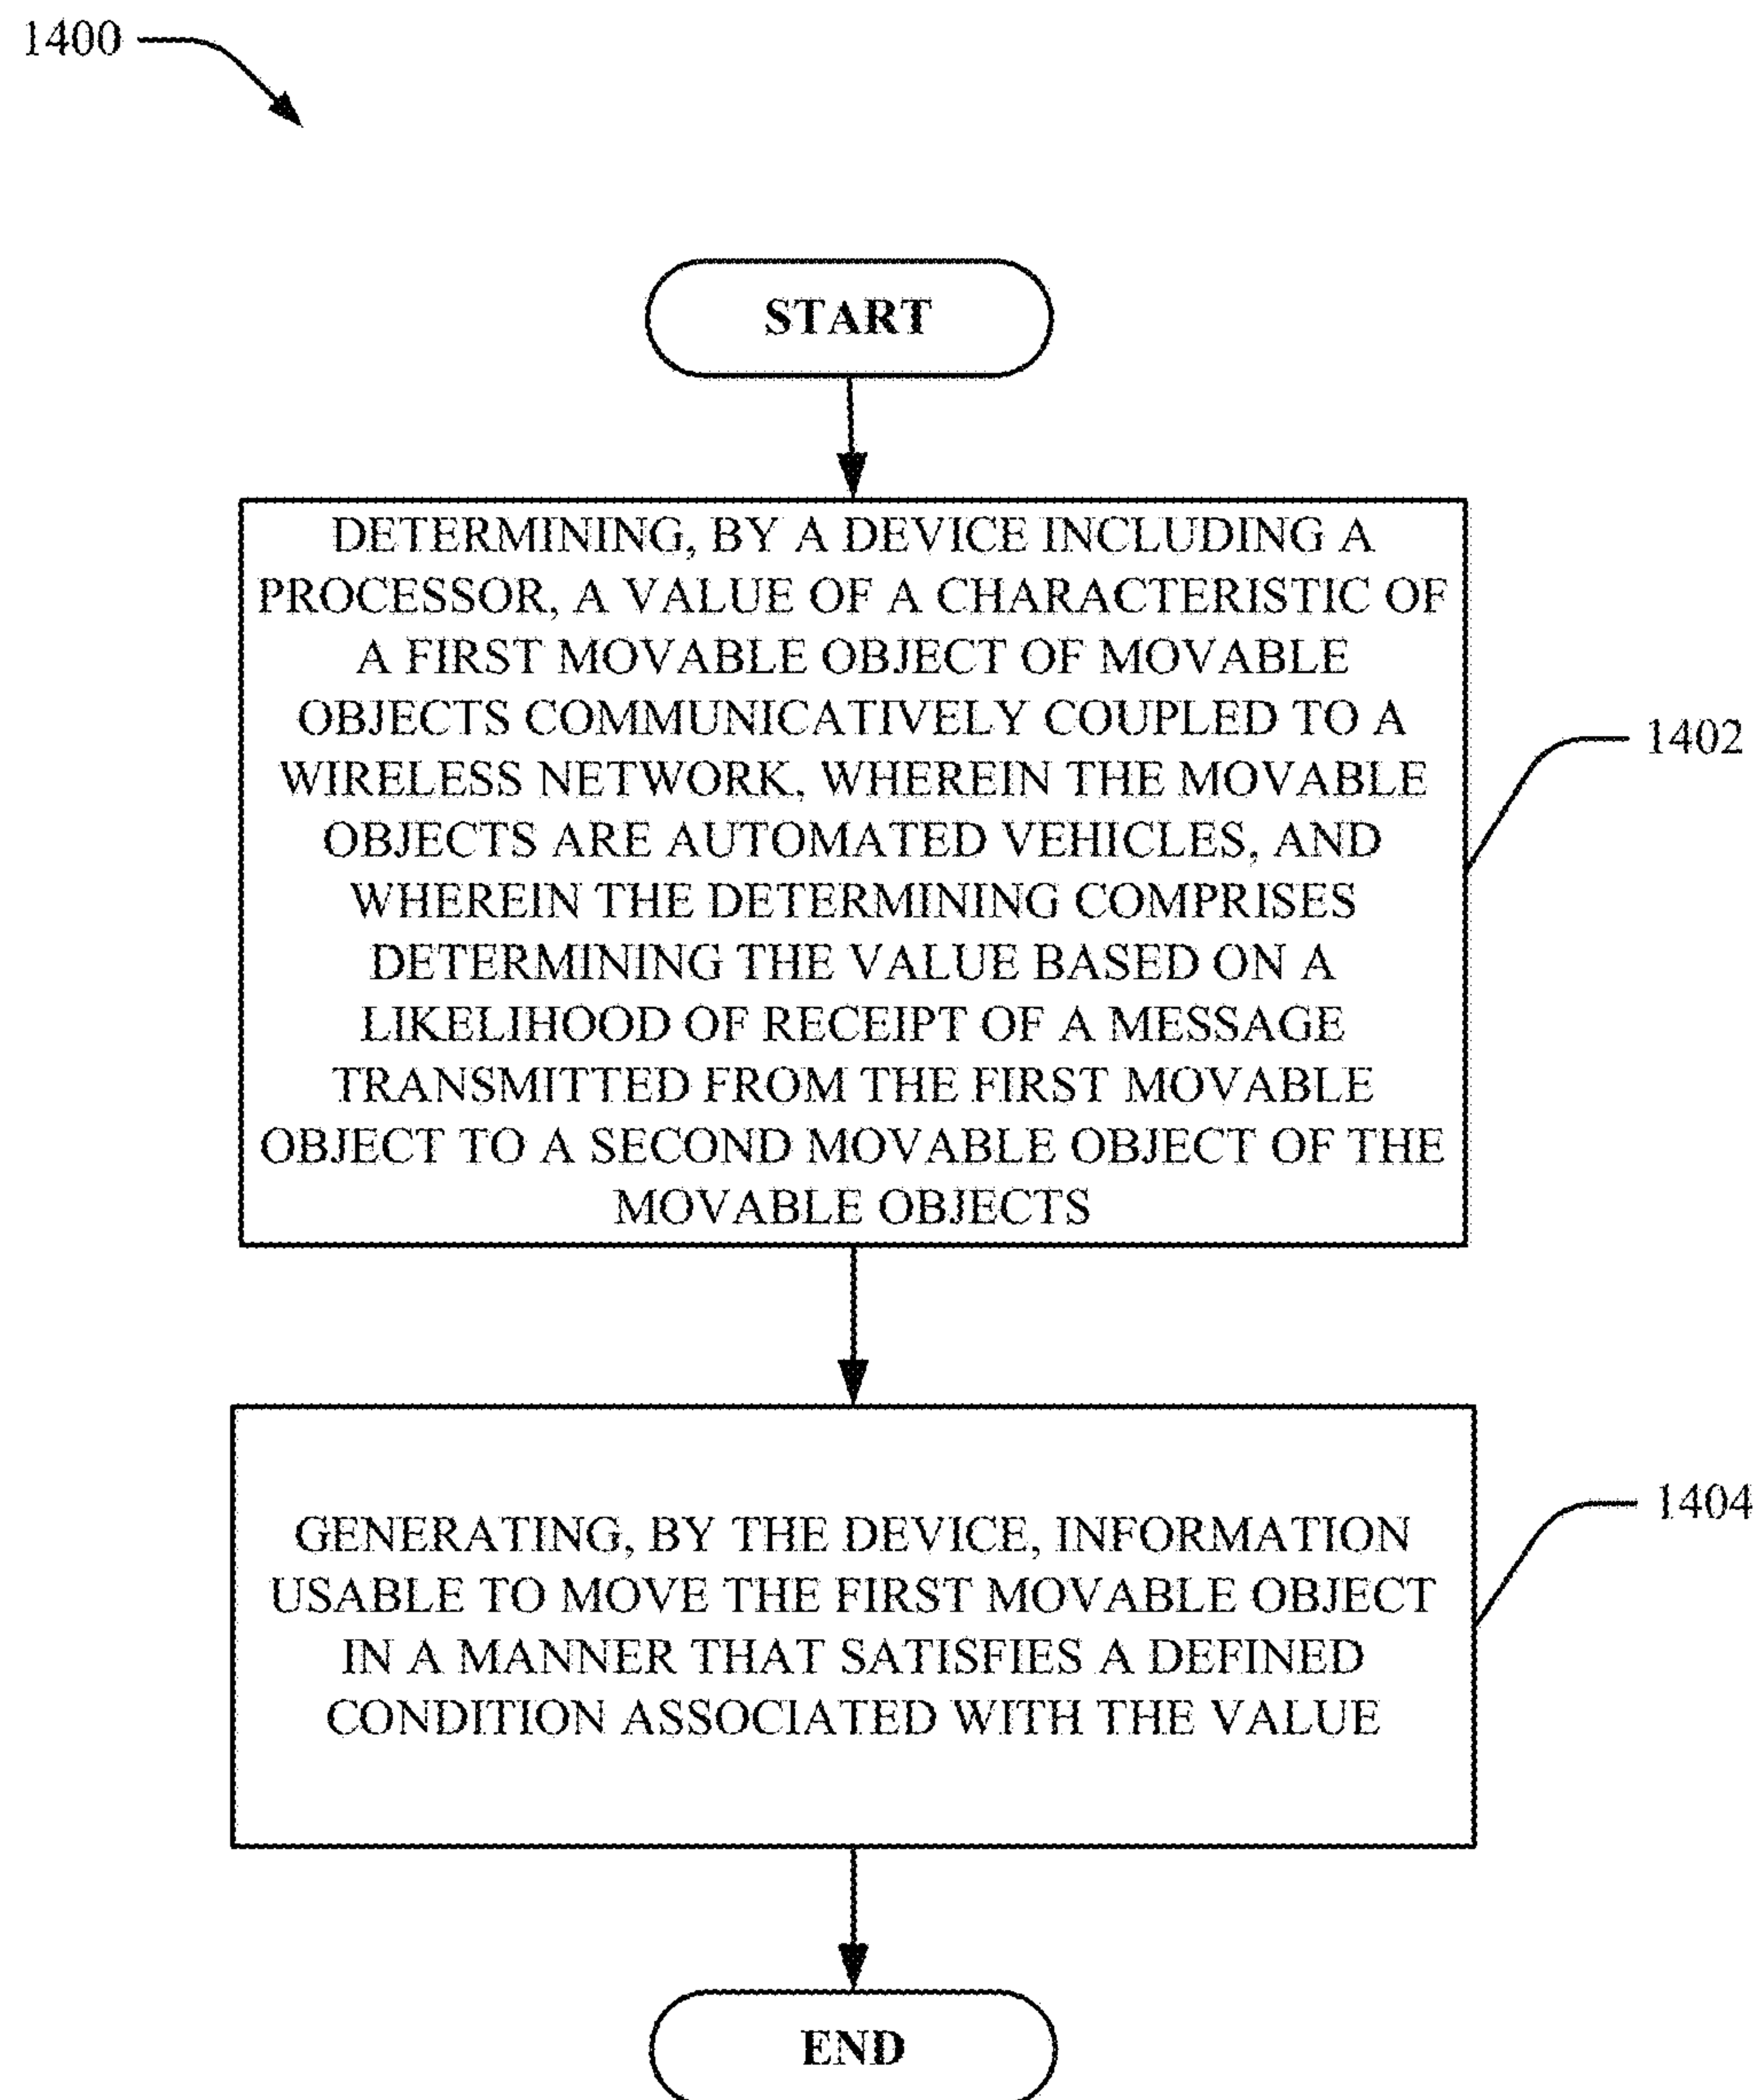 1400
START
DETERMINING, BY A DEVICE INCLUDING A
PROCESSOR, A VALUE OF A CHARACTERISTIC OF
A FIRST MOVABLE OBJECT OF MOVABLE
OBJECTS COMMUNICATIVELY COUPLED TO A
WIRELESS NETWORK, WHEREIN THE MOVABLE
OBJECTS ARE AUTOMATED VEHICLES, AND
WHEREIN THE DETERMINING COMPRISES
DETERMINING THE VALUE BASED ON A
LIKELIHOOD OF RECEIPT OF A MESSAGE
TRANSMITTED FROM THE FIRST MOVABLE
OBJECT TO A SECOND MOVABLE OBJECT OF THE
MOVABLE OBJECTS
1402
GENERATING, BY THE DEVICE, INFORMATION
USABLE TO MOVE THE FIRST MOVABLE OBJECT
IN A MANNER THAT SATISFIES A DEFINED
CONDITION ASSOCIATED WITH THE VALUE
1404
END